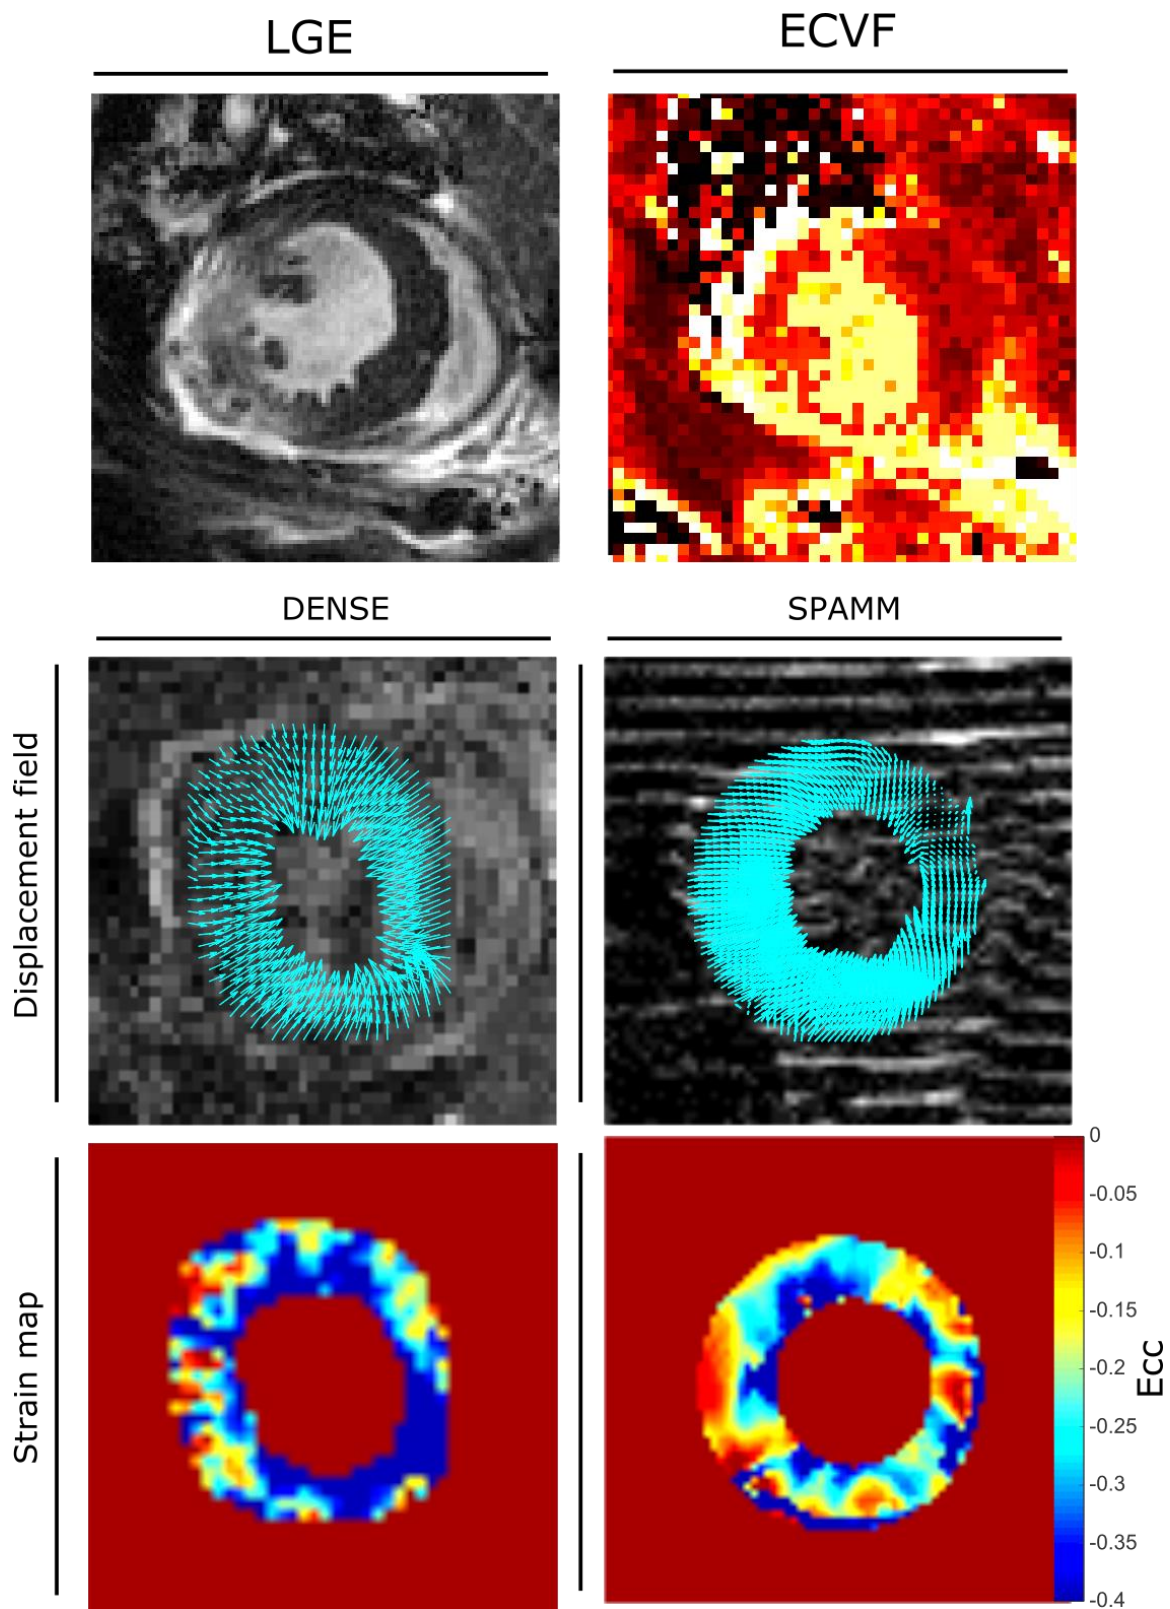 LGE
ECVF
DENSE
SPAMM
Displacement field
Strain map
0
-0.05
-0.1
-0.15
-0.2
-0.25
-0.3
-0.35
-0.4
Ecc